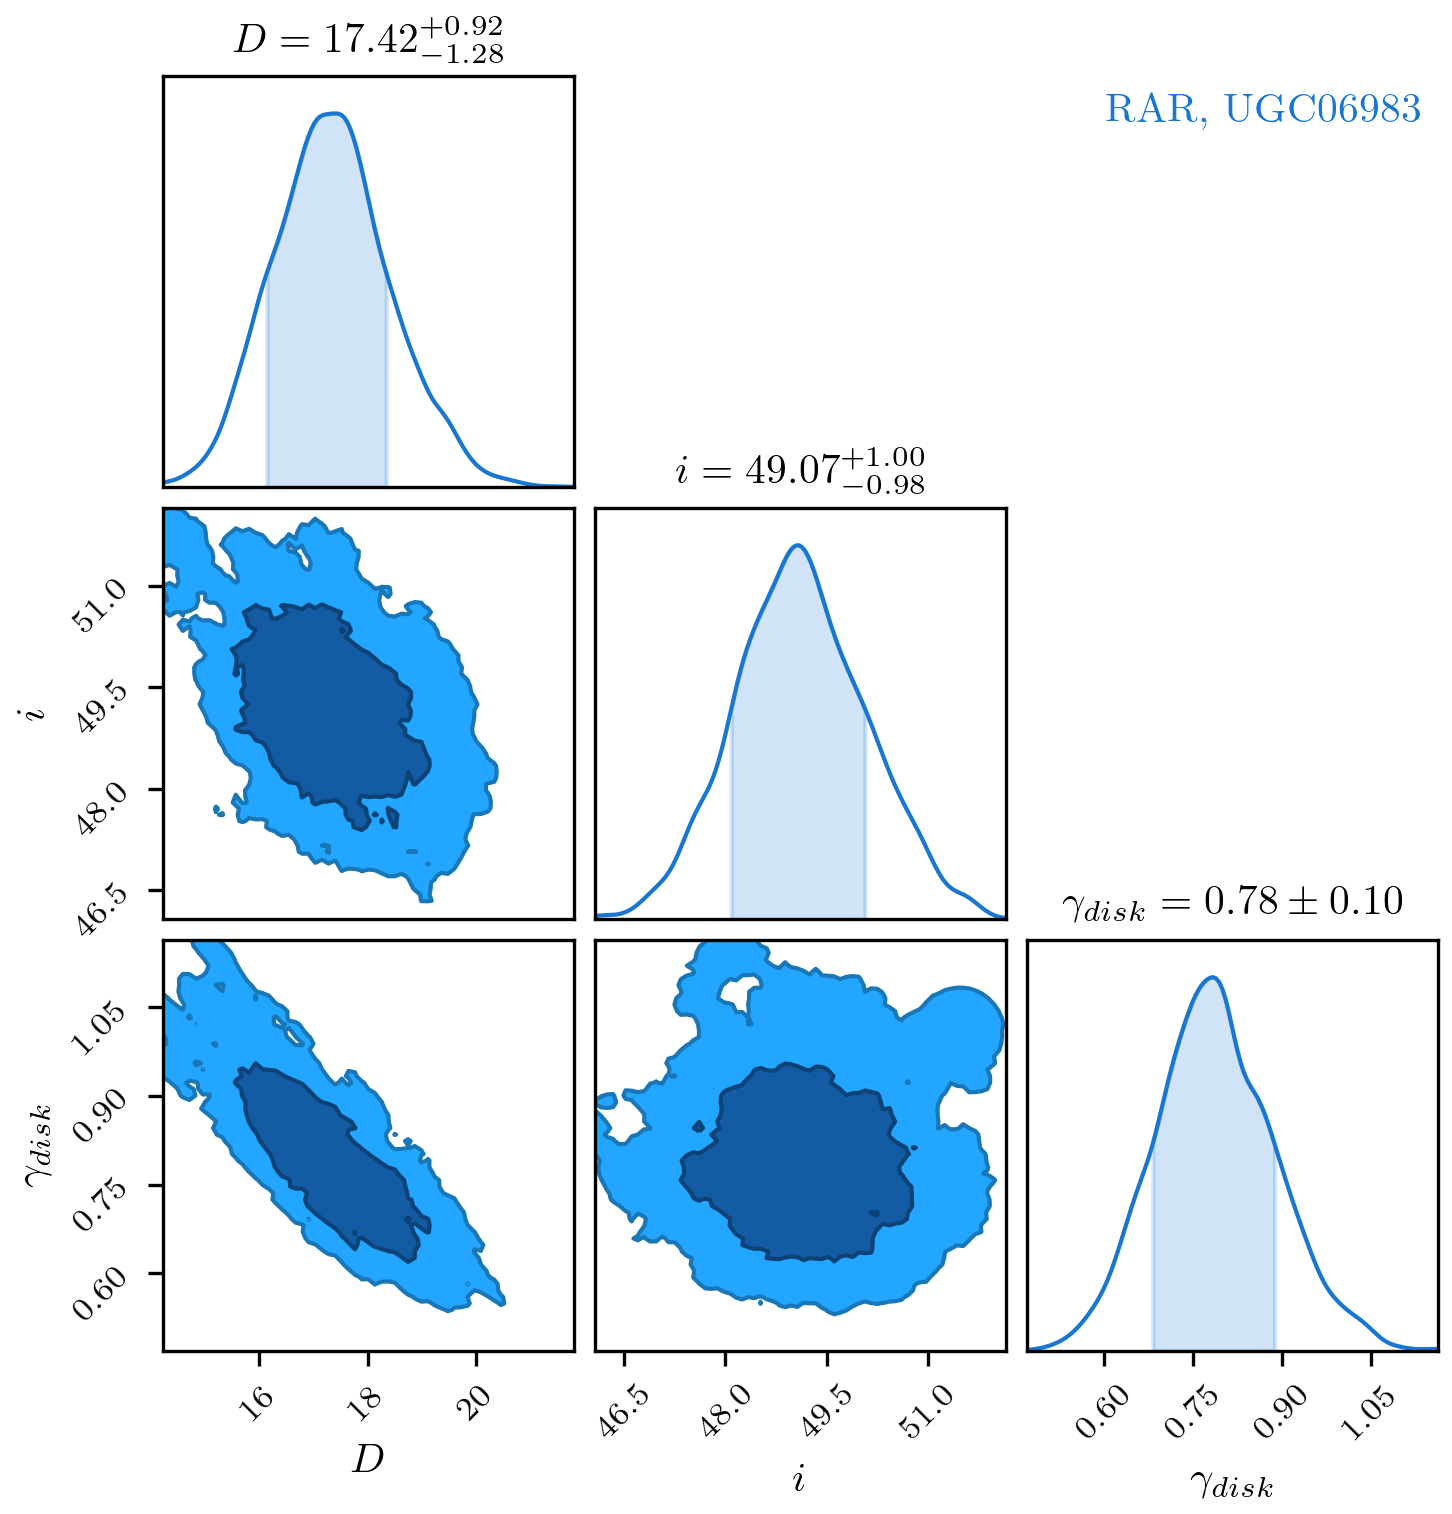 D = 17.42^{+0.92}_{-1.28}
RAR, UGC06983
i = 49.07^{+1.00}_{-0.98}
51.0
49.5
48.0
46.5
i
γ_{disk} = 0.78 ± 0.10
1.05
0.90
0.75
0.60
γ_{disk}
16 18 20
46.5 48.0 49.5 51.0
0.60 0.75 0.90 1.05
D
i
γ_{disk}